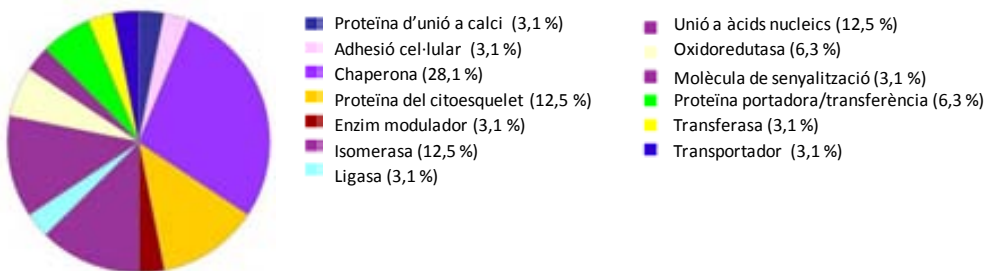 Proteïna d'unió a calci (3,1 %)
Adhesió cel·lular (3,1 %)
Chaperona (28,1 %)
Proteïna del citoesquelet (12,5 %)
Enzim modulador (3,1 %)
Isomerasa (12,5 %)
Ligasa (3,1 %)
Unió a àcids nucleics (12,5 %)
Oxidoredutasa (6,3 %)
Molècula de senyalització (3,1 %)
Proteïna portadora/transferència (6,3 %)
Transferasa (3,1 %)
Transportador (3,1 %)